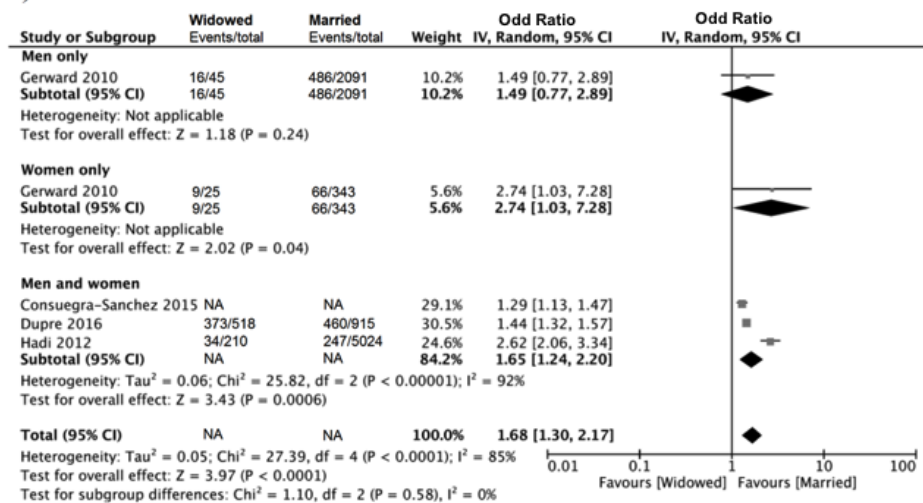 Widowed Married Odd Ratio Odd Ratio
Study or Subgroup Events/total Events/total Weight IV, Random, 95% CI IV, Random, 95% CI
Men only
Gerward 2010 16/45 486/2091 10.2% 1.49 [0.77, 2.89]
Subtotal (95% CI) 16/45 486/2091 10.2% 1.49 [0.77, 2.89]
Heterogeneity: Not applicable
Test for overall effect: Z = 1.18 (P = 0.24)
Women only
Gerward 2010 9/25 66/343 5.6% 2.74 [1.03, 7.28]
Subtotal (95% CI) 9/25 66/343 5.6% 2.74 [1.03, 7.28]
Heterogeneity: Not applicable
Test for overall effect: Z = 2.02 (P = 0.04)
Men and women
Consuegra-Sanchez 2015 NA NA 29.1% 1.29 [1.13, 1.47]
Dupre 2016 373/518 460/915 30.5% 1.44 [1.32, 1.57]
Hadi 2012 34/210 247/5024 24.6% 2.62 [2.06, 3.34]
Subtotal (95% CI) NA NA 84.2% 1.65 [1.24, 2.20]
Heterogeneity: Tau² = 0.06; Chi² = 25.82, df = 2 (P < 0.00001); I² = 92%
Test for overall effect: Z = 3.43 (P = 0.0006)
Total (95% CI) NA NA 100.0% 1.68 [1.30, 2.17]
Heterogeneity: Tau² = 0.05; Chi² = 27.39, df = 4 (P < 0.0001); I² = 85%
Test for overall effect: Z = 3.97 (P < 0.0001)
Test for subgroup differences: Chi² = 1.10, df = 2 (P = 0.58), I² = 0%
0.01 0.1 1 10 100
Favours [Widowed] Favours [Married]